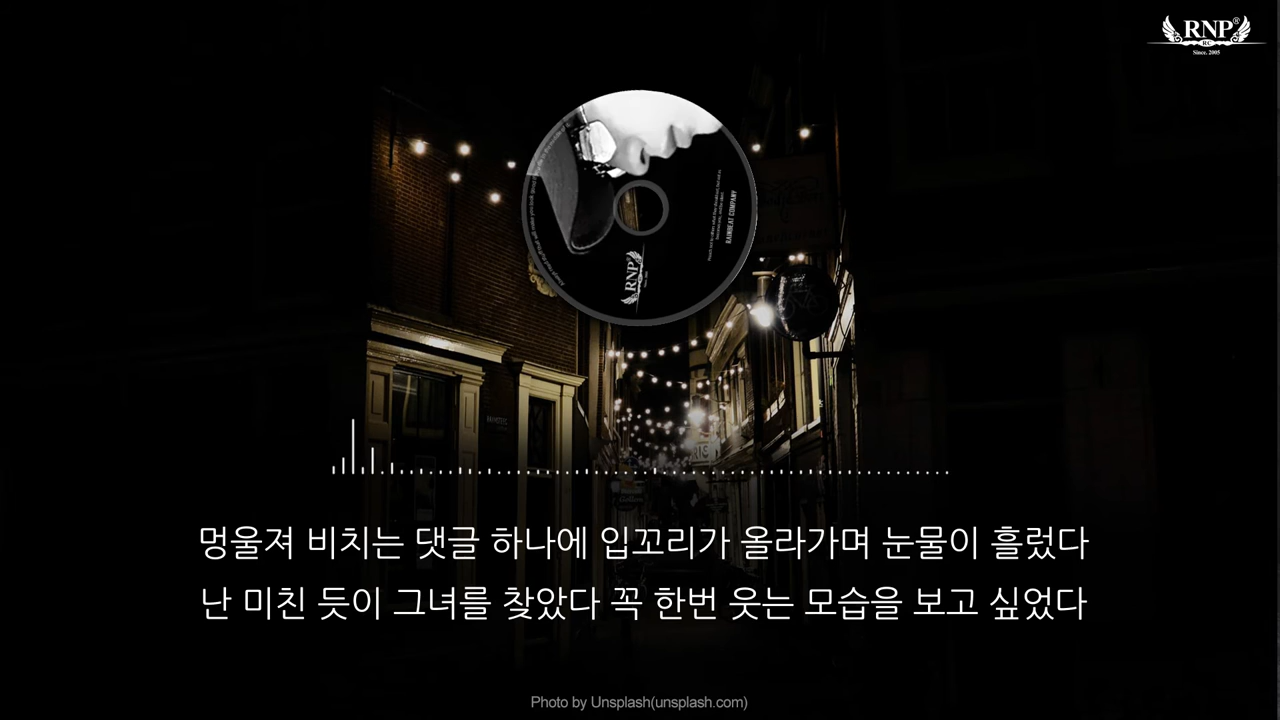 RNP®
RC
Since. 2005
RAINBEAT COMPANY
RNP
멍울져 비치는 댓글 하나에 입꼬리가 올라가며 눈물이 흘렀다
난 미친 듯이 그녀를 찾았다 꼭 한번 웃는 모습을 보고 싶었다
Photo by Unsplash(unsplash.com)